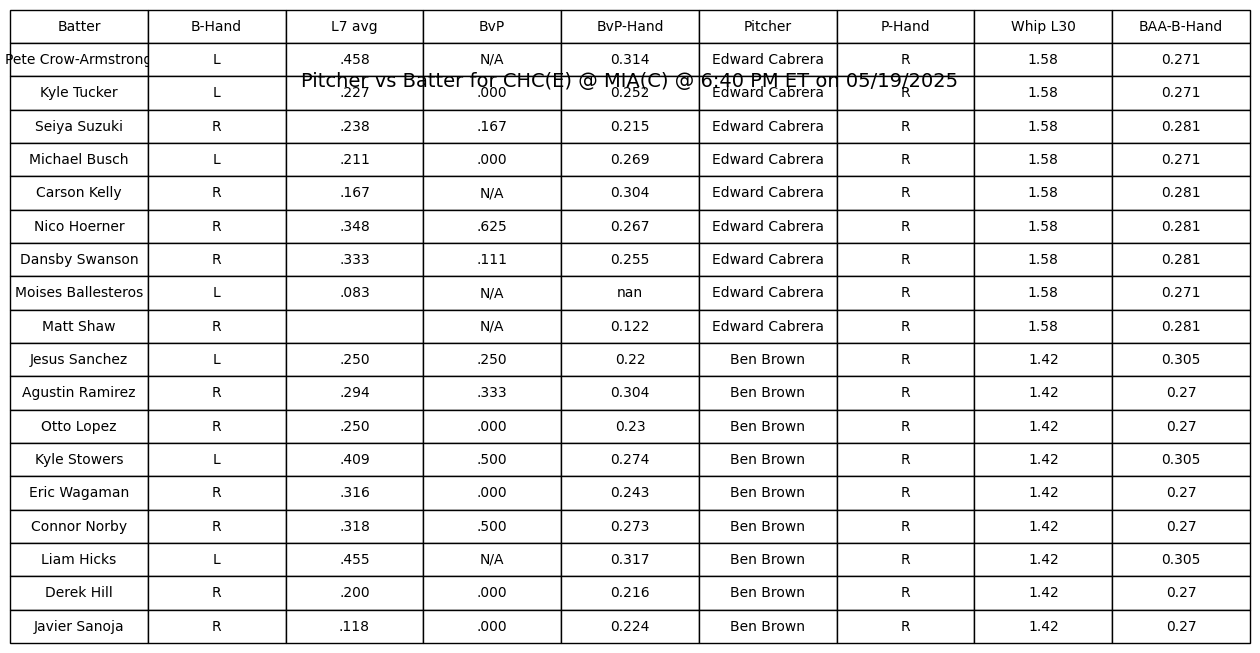 Batter B-Hand L7 avg BvP BvP-Hand Pitcher P-Hand Whip L30 BAA-B-Hand
Pete Crow-Armstrong L .458 N/A 0.314 Edward Cabrera R 1.58 0.271
Pitcher vs Batter for CHC(E) @ MIA(C) @ 6:40 PM ET on 05/19/2025
Kyle Tucker L .227 .000 0.252 Edward Cabrera R 1.58 0.271
Seiya Suzuki R .238 .167 0.215 Edward Cabrera R 1.58 0.281
Michael Busch L .211 .000 0.269 Edward Cabrera R 1.58 0.271
Carson Kelly R .167 N/A 0.304 Edward Cabrera R 1.58 0.281
Nico Hoerner R .348 .625 0.267 Edward Cabrera R 1.58 0.281
Dansby Swanson R .333 .111 0.255 Edward Cabrera R 1.58 0.281
Moises Ballesteros L .083 N/A nan Edward Cabrera R 1.58 0.271
Matt Shaw R N/A 0.122 Edward Cabrera R 1.58 0.281
Jesus Sanchez L .250 .250 0.22 Ben Brown R 1.42 0.305
Agustin Ramirez R .294 .333 0.304 Ben Brown R 1.42 0.27
Otto Lopez R .250 .000 0.23 Ben Brown R 1.42 0.27
Kyle Stowers L .409 .500 0.274 Ben Brown R 1.42 0.305
Eric Wagaman R .316 .000 0.243 Ben Brown R 1.42 0.27
Connor Norby R .318 .500 0.273 Ben Brown R 1.42 0.27
Liam Hicks L .455 N/A 0.317 Ben Brown R 1.42 0.305
Derek Hill R .200 .000 0.216 Ben Brown R 1.42 0.27
Javier Sanoja R .118 .000 0.224 Ben Brown R 1.42 0.27